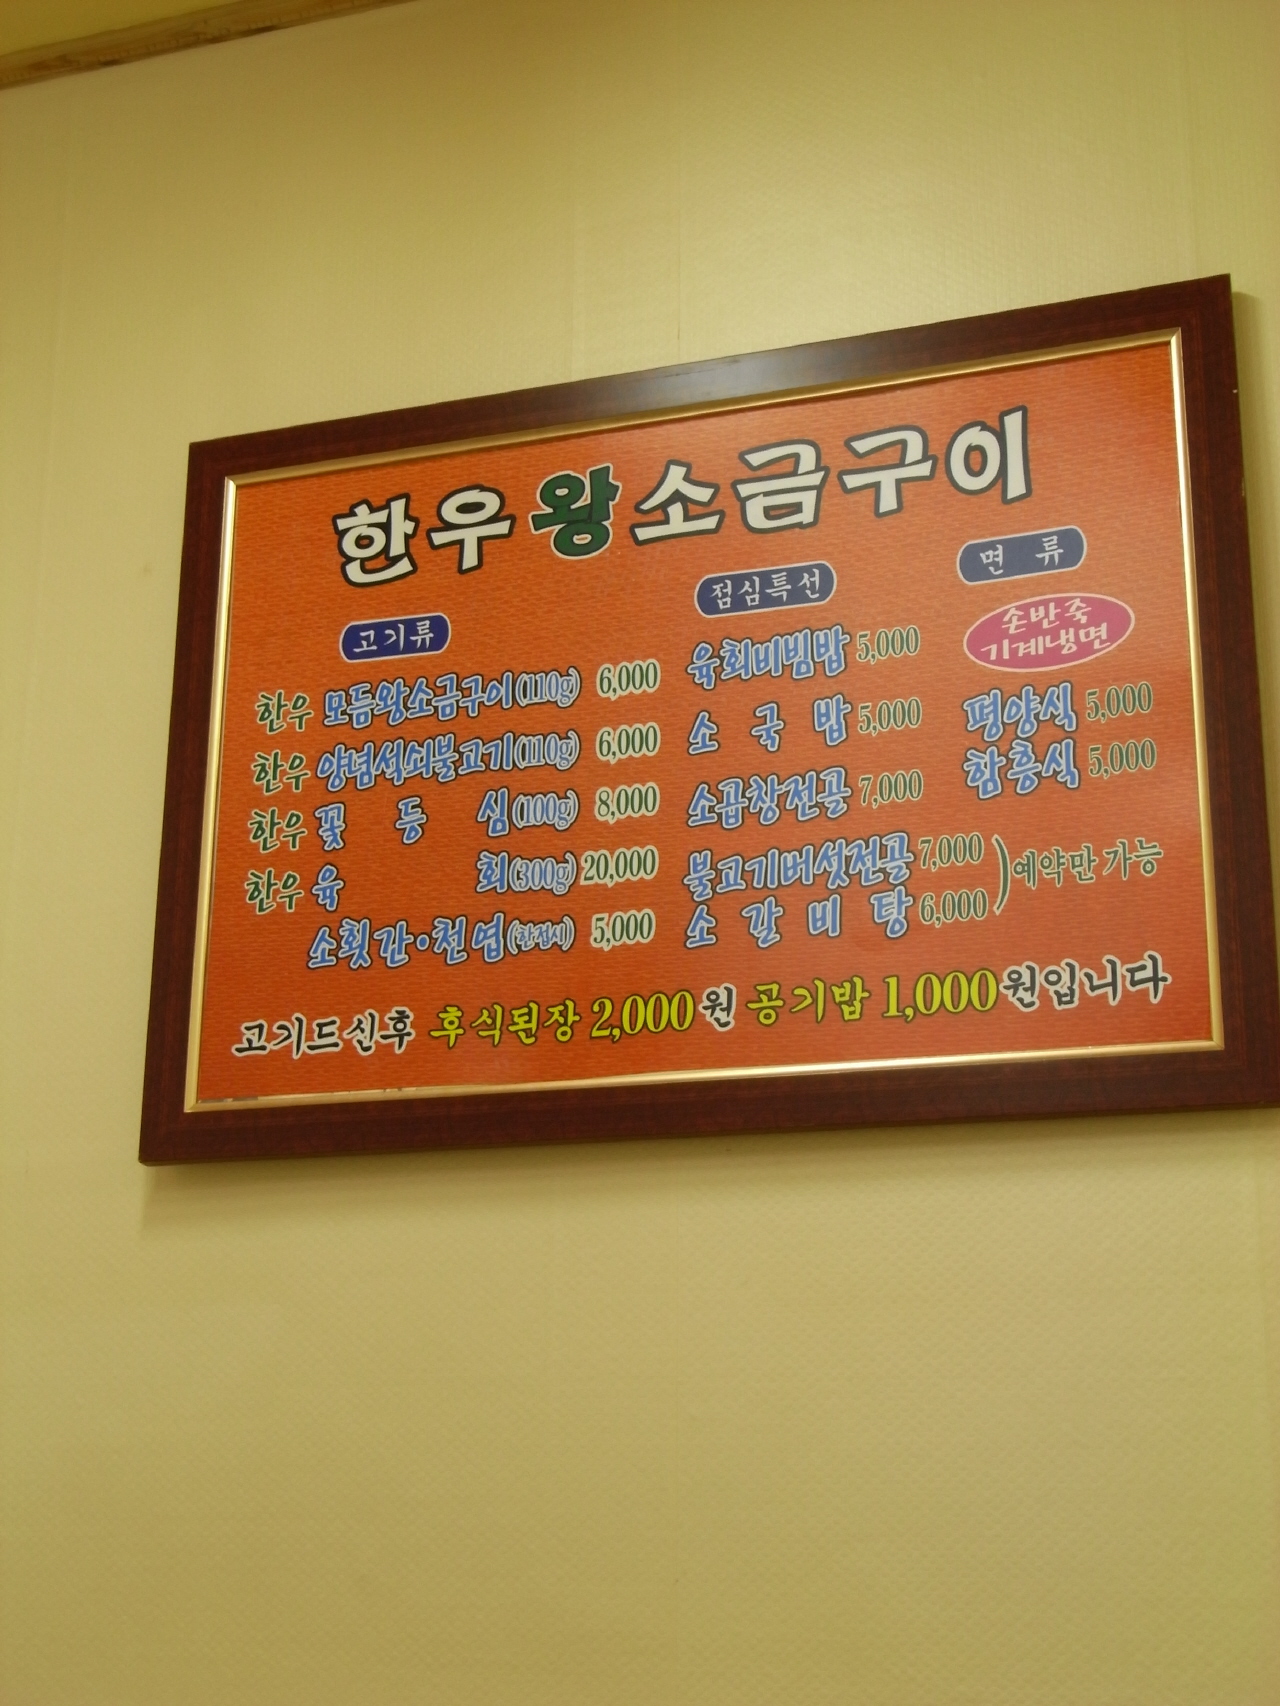 한우 왕 소금구이
고기류
한우 모듬왕소금구이(110g) 6,000
한우 양념석쇠불고기(110g) 6,000
한우 꽃 등 심(100g) 8,000
한우 육 회(300g) 20,000
소횟간·천엽(한접시) 5,000
점심특선
육회비빔밥 5,000
소 국 밥 5,000
소곱창전골 7,000
불고기버섯전골 7,000
소 갈 비 탕 6,000
)예약만 가능
면 류
손반죽
기계냉면
평양식 5,000
함흥식 5,000
고기드신후 후식된장 2,000원 공기밥 1,000원입니다